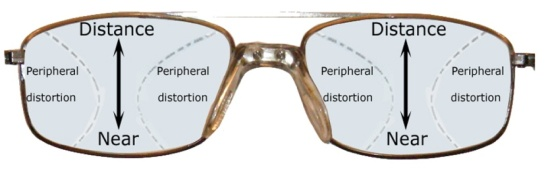 Distance
Peripheral Peripheral
distortion distortion
Near
Distance
Peripheral Peripheral
distortion distortion
Near